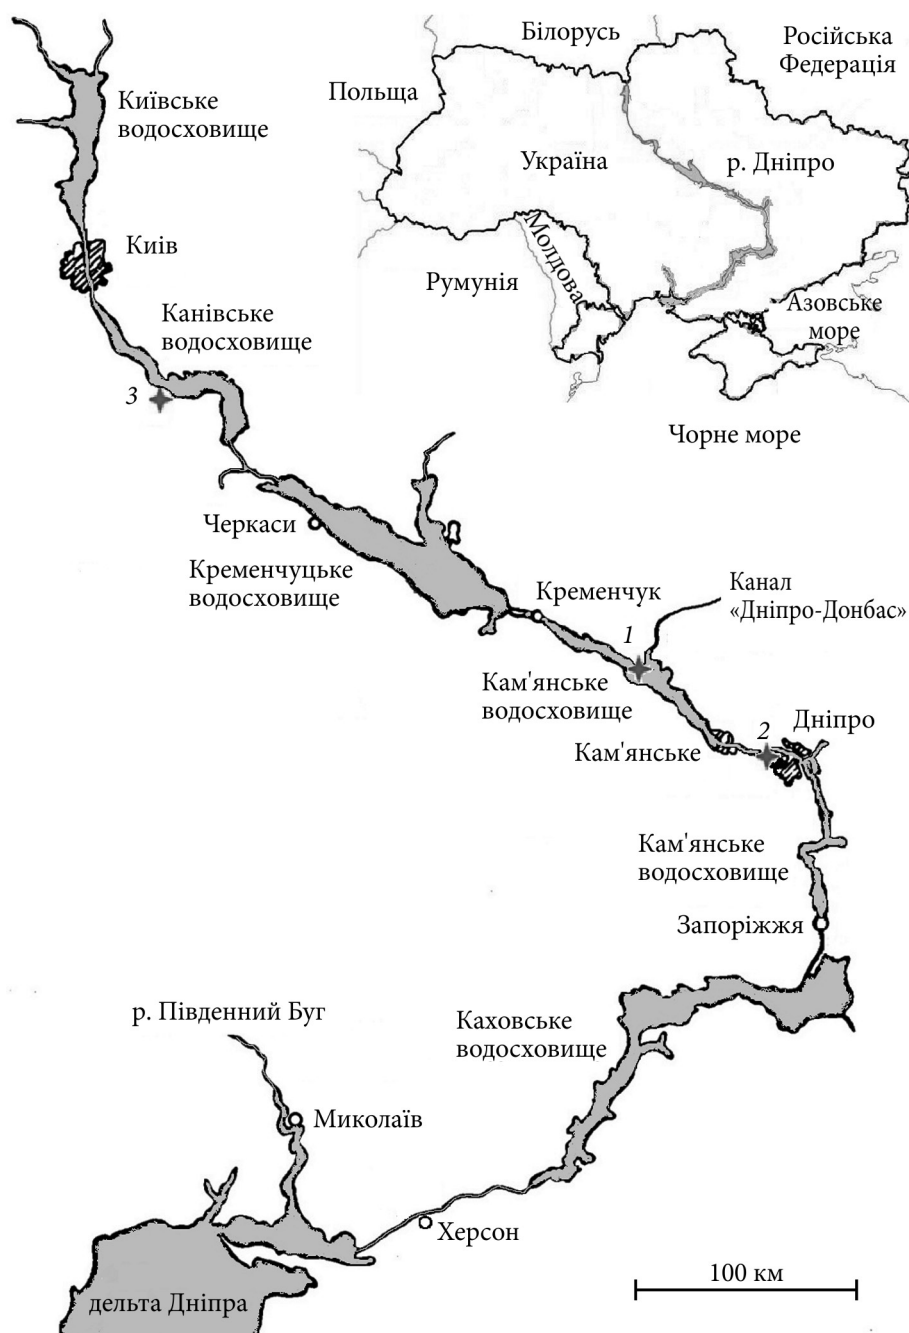 Білорусь
Російська
Федерація
Польща
Україна
р. Дніпро
Молдова
Румунія
Азовське
море
Чорне море
Київське
водосховище
Київ
Канівське
водосховище
3
Черкаси
Кременчуцьке
водосховище
Кременчук
Канал
«Дніпро-Донбас»
1
Кам'янське
водосховище
Кам'янське
2
Дніпро
Кам'янське
водосховище
Запоріжжя
р. Південний Буг
Каховське
водосховище
Миколаїв
Херсон
100 км
дельта Дніпра